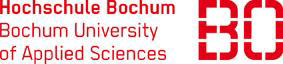 Hochschule Bochum
Bochum University
of Applied Sciences
BO